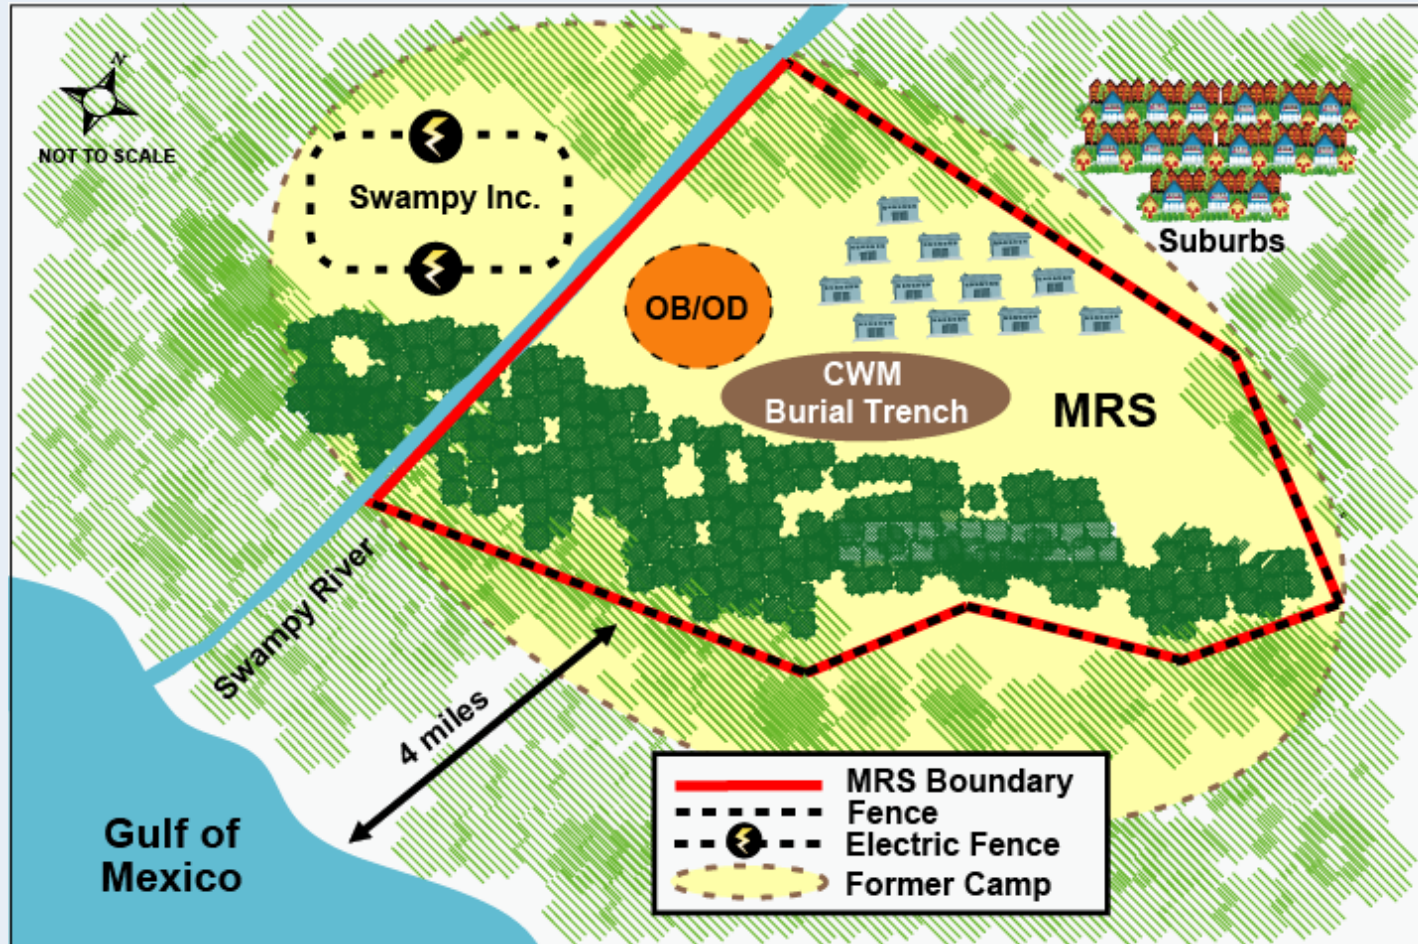 N
NOT TO SCALE
Swampy Inc.
Suburbs
OB/OD
CWM
Burial Trench
MRS
Swampy River
4 miles
Gulf of
Mexico
MRS Boundary
Fence
Electric Fence
Former Camp